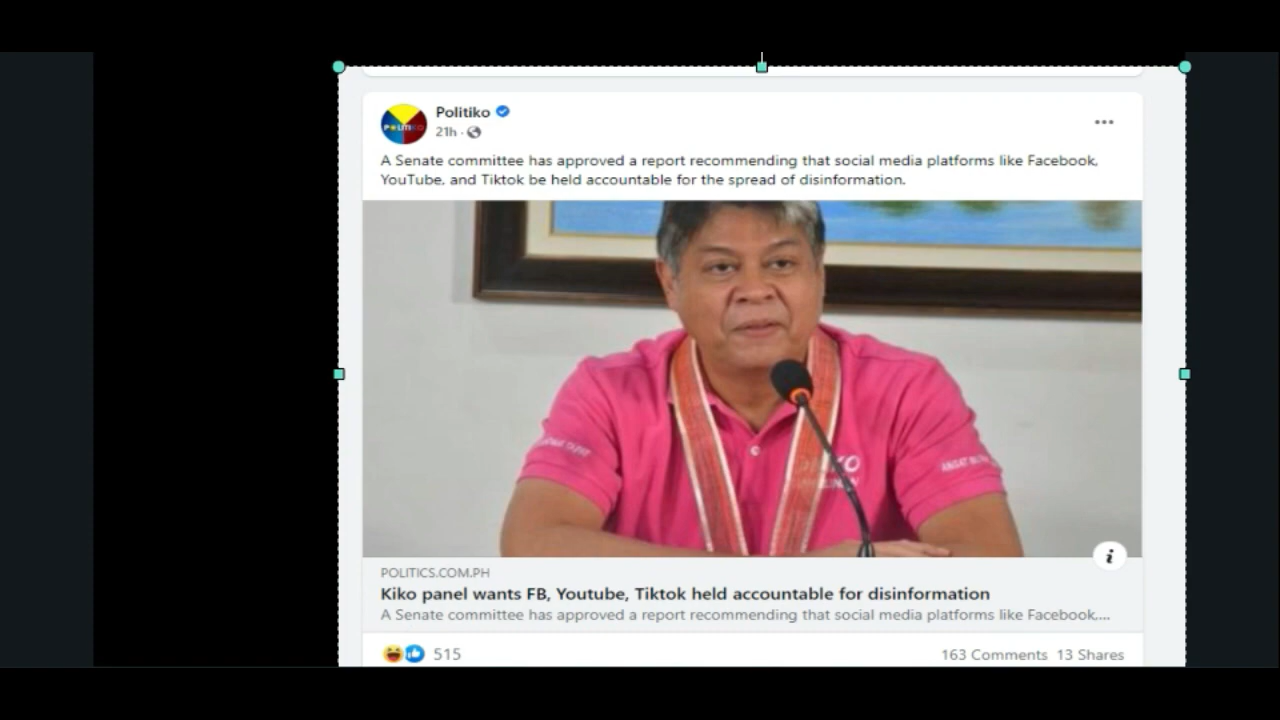 Politiko
21h ·
A Senate committee has approved a report recommending that social media platforms like Facebook,
YouTube, and Tiktok be held accountable for the spread of disinformation.
POLITICS.COM.PH
Kiko panel wants FB, Youtube, Tiktok held accountable for disinformation
A Senate committee has approved a report recommending that social media platforms like Facebook,...
515
163 Comments 13 Shares